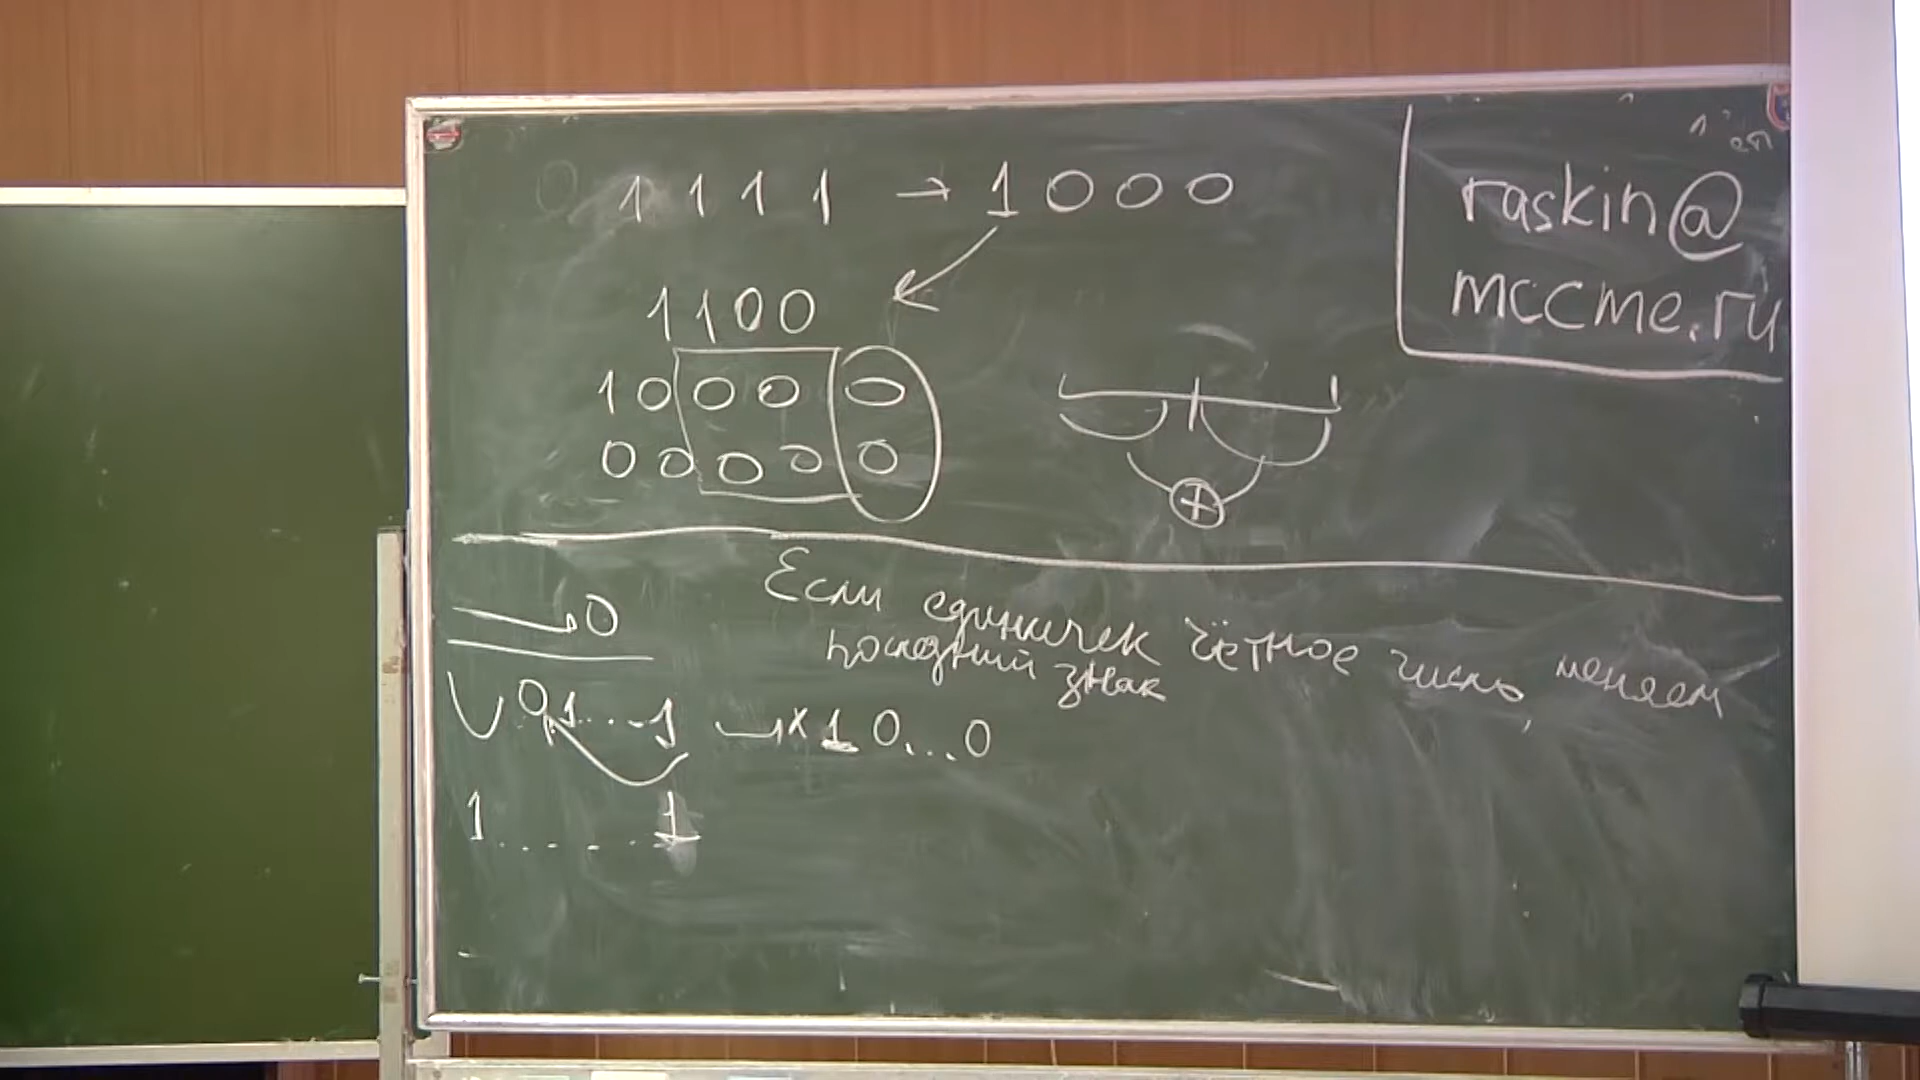 1 1 1 1 → 1 0 0 0
raskin@
mccme.ru
1 1 0 0
1 0 0 0 0
0 0 0 0 0
+
0
Если единичек чётное число, меняем
последний знак
0 1 . . . 1 x 1 0 . . . 0
1 . . . . . 1